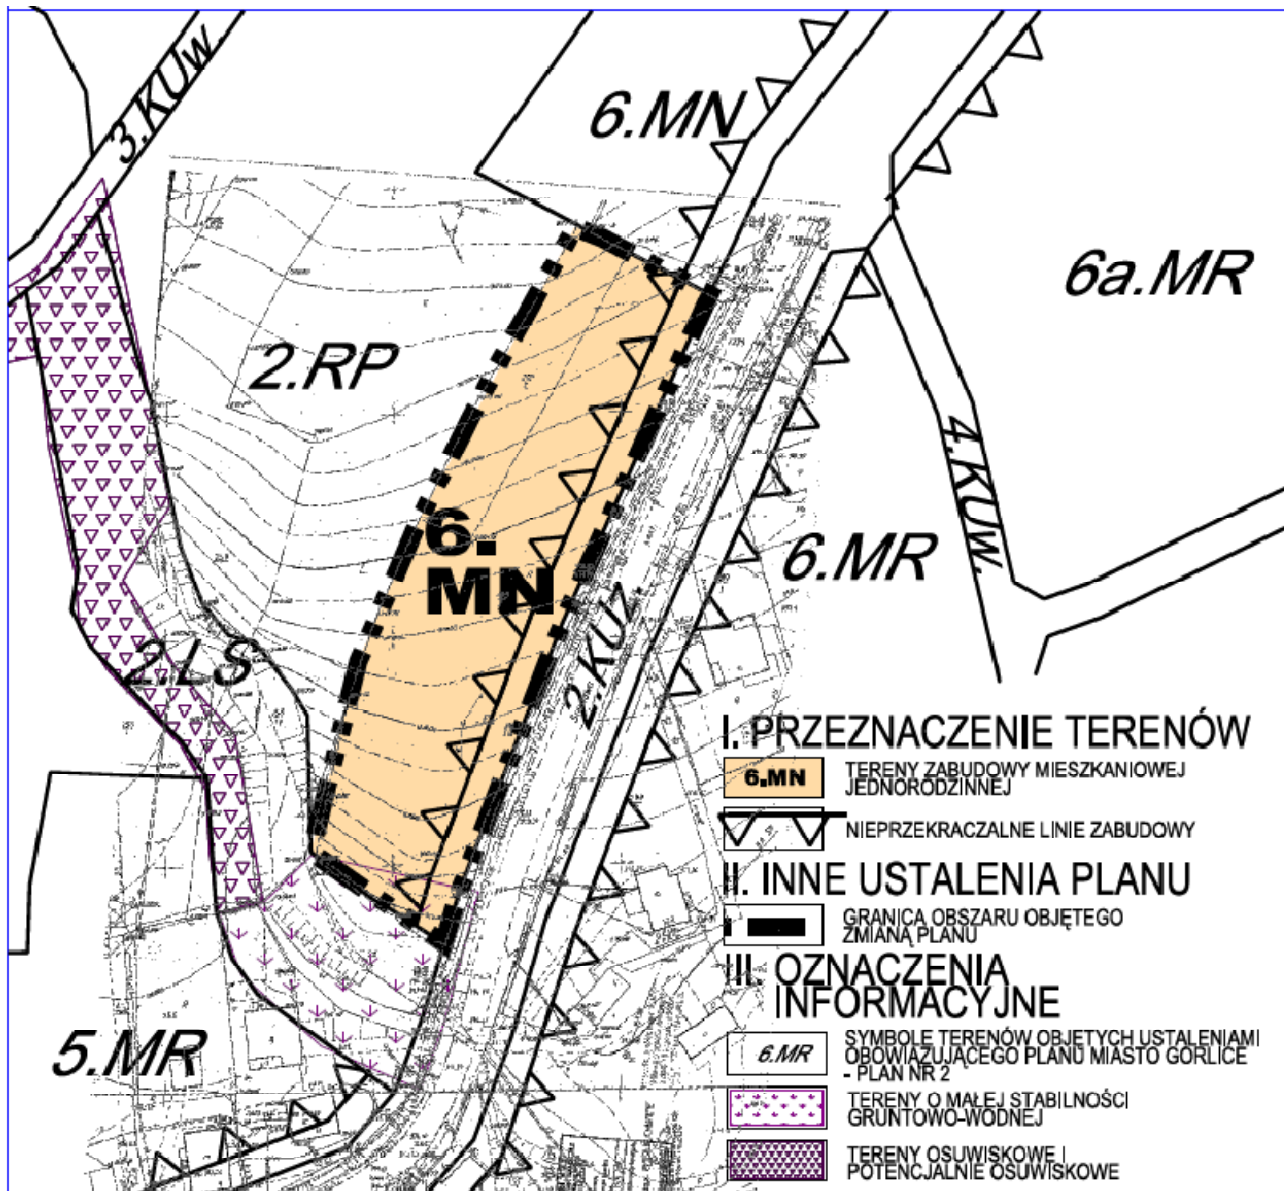 3.KUw.
6.MN
6a.MR
2.RP
6.
MN
4.KUw.
6.MR
2.KUz.
2.LS
5.MR
I. PRZEZNACZENIE TERENÓW
6.MN TERENY ZABUDOWY MIESZKANIOWEJ
JEDNORODZINNEJ
NIEPRZEKRACZALNE LINIE ZABUDOWY
II. INNE USTALENIA PLANU
GRANICA OBSZARU OBJĘTEGO
ZMIANĄ PLANU
III. OZNACZENIA
INFORMACYJNE
6.MR SYMBOLE TERENÓW OBJĘTYCH USTALENIAMI
OBOWIĄZUJĄCEGO PLANU MIASTO GORLICE
- PLAN NR 2
TERENY O MAŁEJ STABILNOŚCI
GRUNTOWO-WODNEJ
TERENY OSUWISKOWE I
POTENCJALNIE OSUWISKOWE